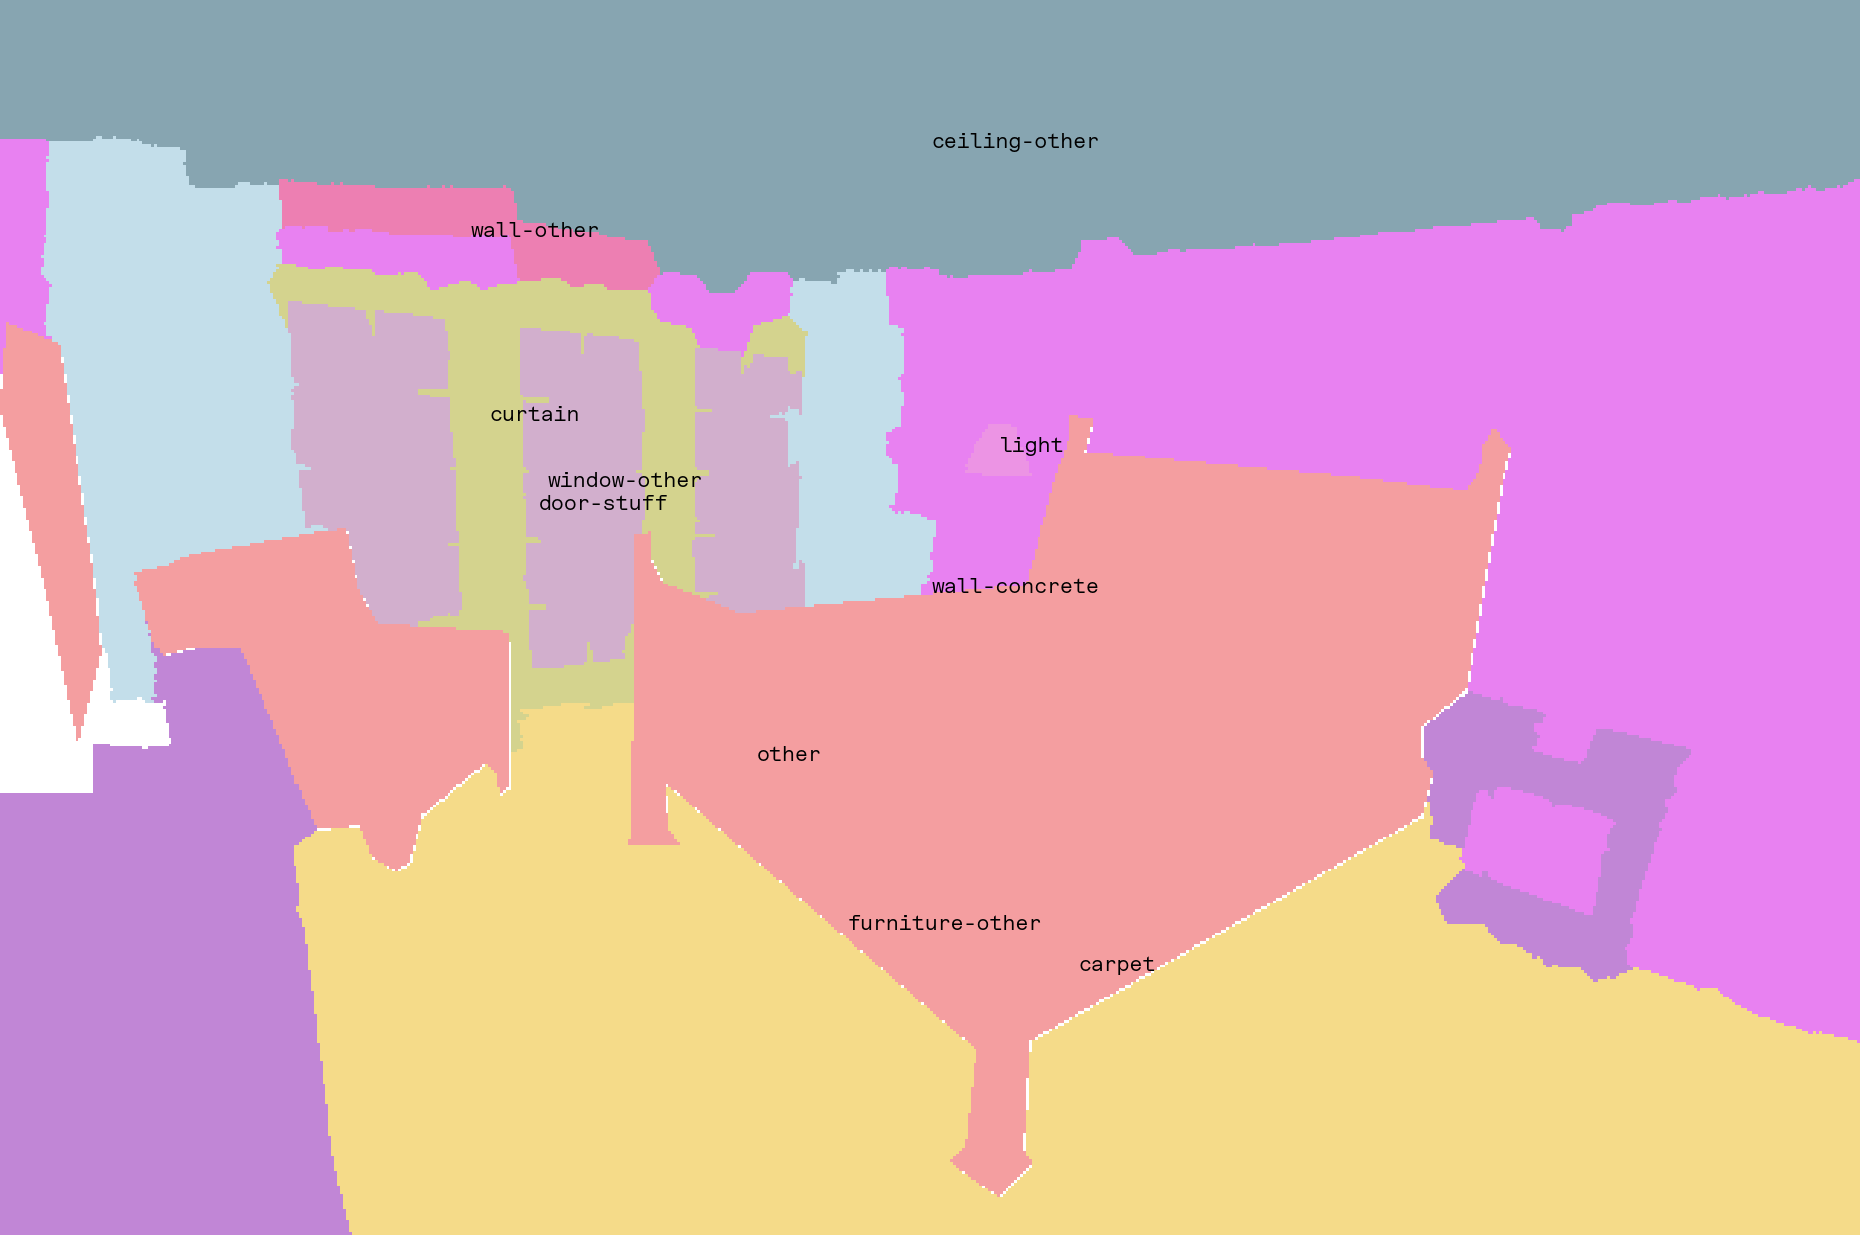 ceiling-other
wall-other
curtain
light
window-other
door-stuff
wall-concrete
other
furniture-other
carpet